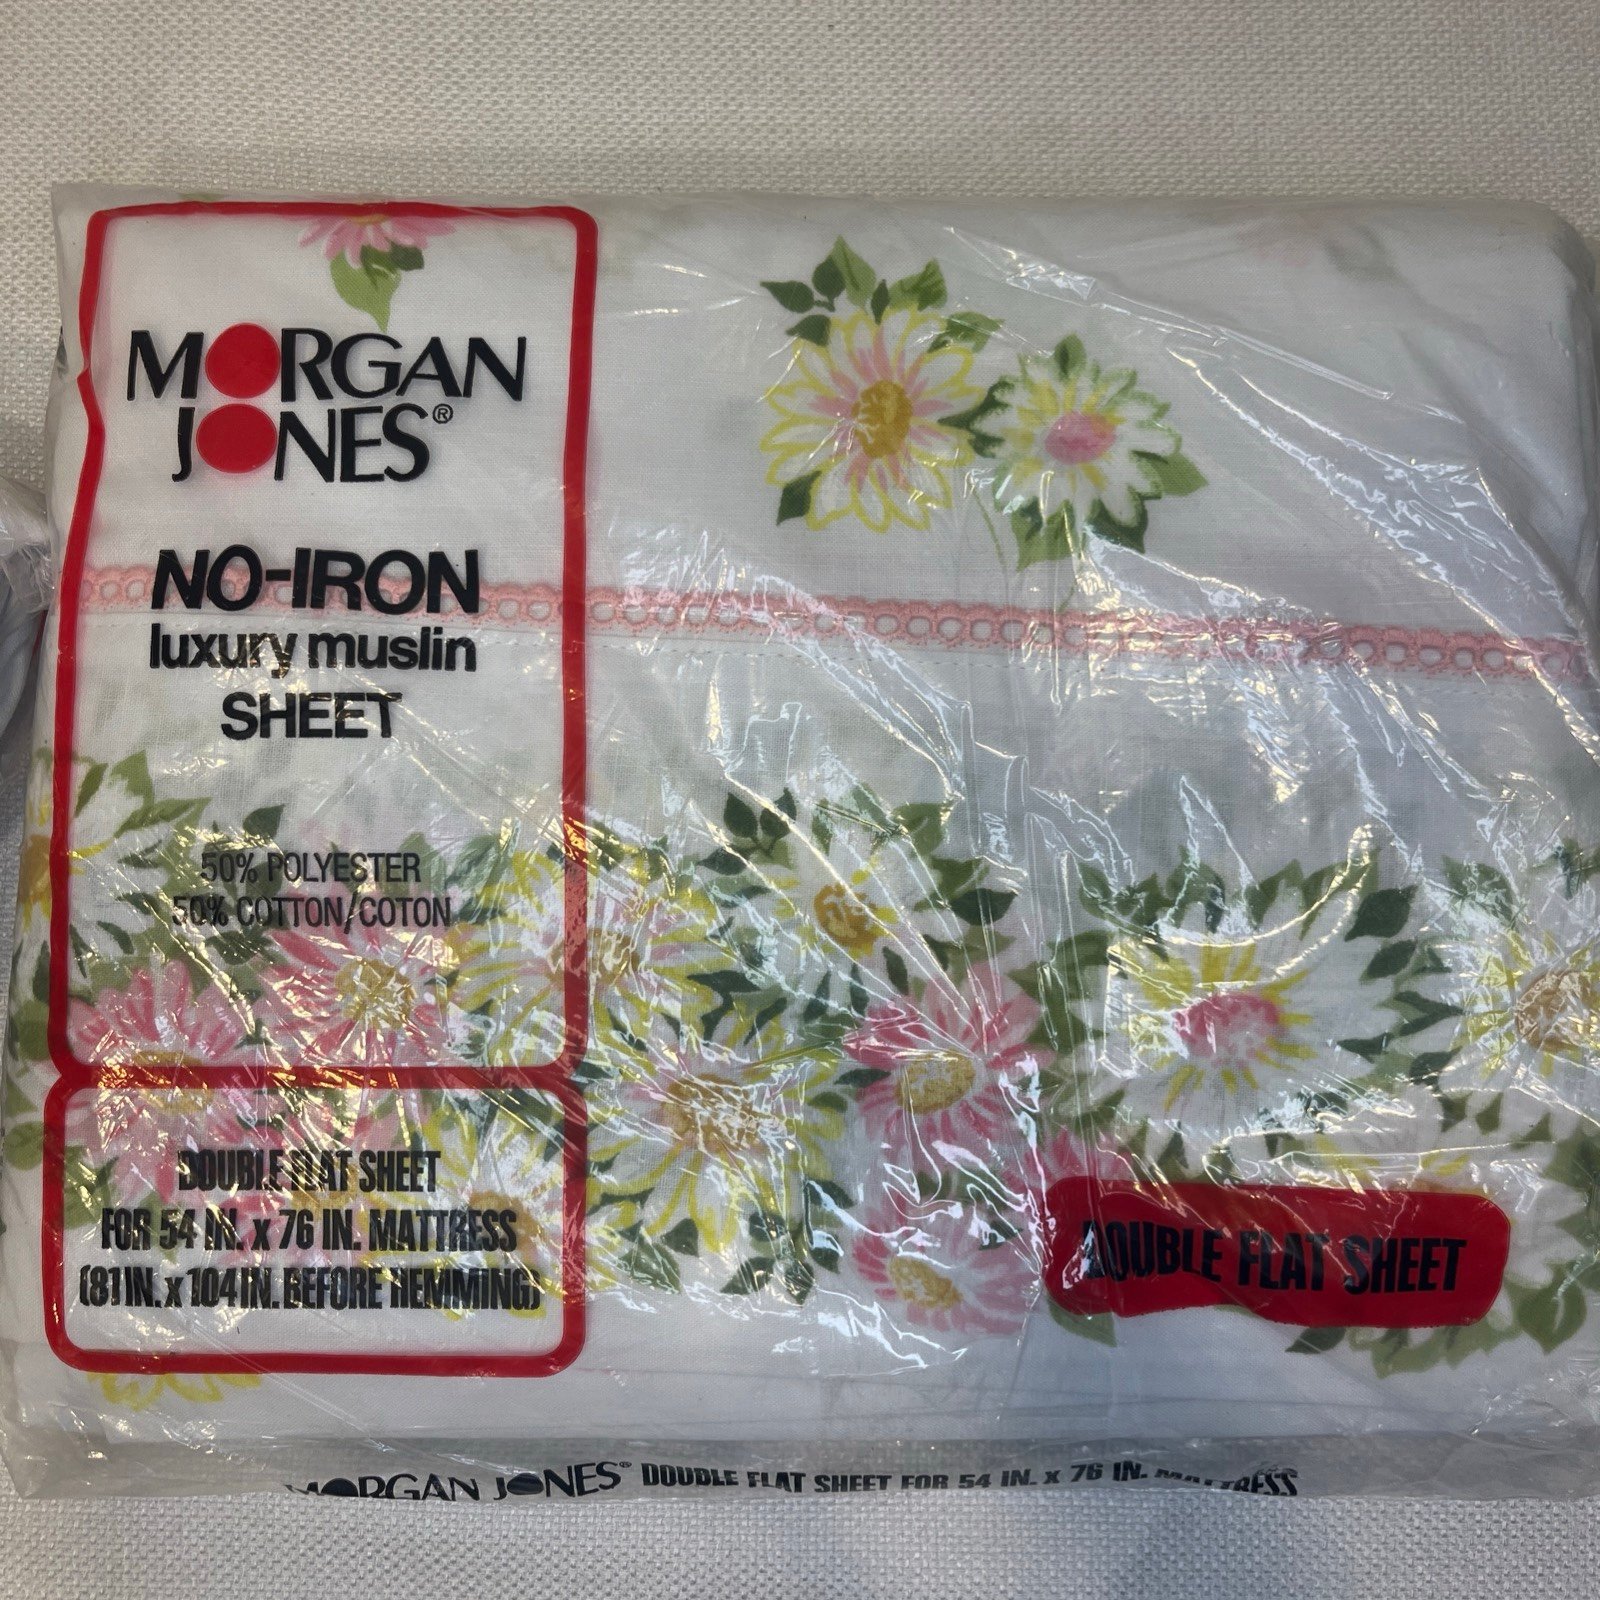 MORGAN
JONES®
NO-IRON
luxury muslin
SHEET
50% POLYESTER
50% COTTON/COTON
DOUBLE FLAT SHEET
FOR 54 IN. x 76 IN. MATTRESS
(81 IN. x 104 IN. BEFORE HEMMING)
DOUBLE FLAT SHEET
MORGAN JONES® DOUBLE FLAT SHEET FOR 54 IN. X 76 IN. MATTRESS